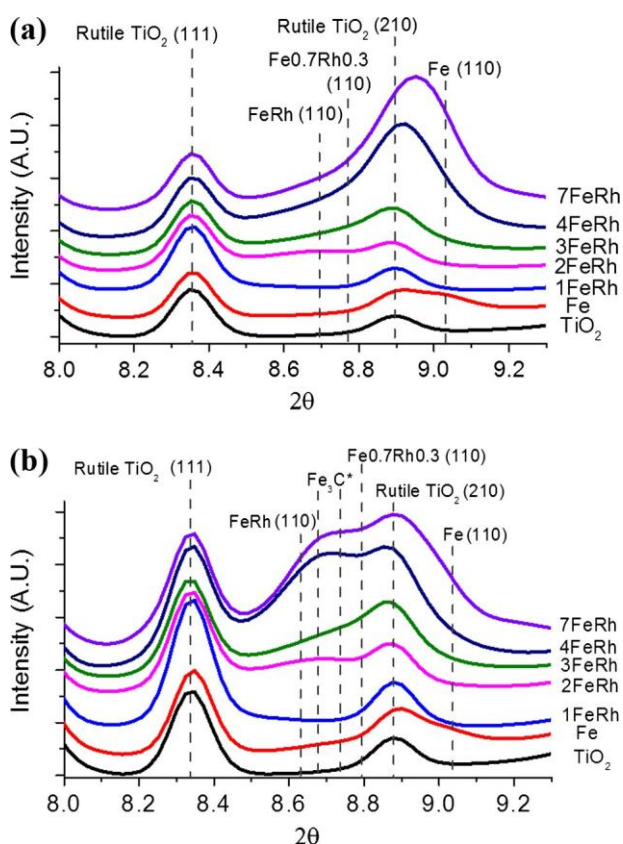 (a)
Rutile TiO₂ (111)
Rutile TiO₂ (210)
Fe0.7Rh0.3
(110)
Fe (110)
FeRh (110)
Intensity (A.U.)
7FeRh
4FeRh
3FeRh
2FeRh
1FeRh
Fe
TiO₂
8.0 8.2 8.4 8.6 8.8 9.0 9.2
2θ
(b)
Fe0.7Rh0.3 (110)
Rutile TiO₂ (111)
Fe₃C*
Rutile TiO₂ (210)
FeRh (110)
Fe (110)
Intensity (A.U.)
7FeRh
4FeRh
3FeRh
2FeRh
1FeRh
Fe
TiO₂
8.0 8.2 8.4 8.6 8.8 9.0 9.2
2θ